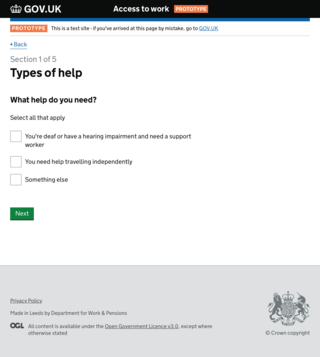 GOV.UK
Access to work PROTOTYPE
PROTOTYPE This is a test site - if you've arrived at this page by mistake, go to GOV.UK
Back
Section 1 of 5
Types of help
What help do you need?
Select all that apply
You're deaf or have a hearing impairment and need a support
worker
You need help travelling independently
Something else
Next
Privacy Policy
Made in Leeds by Department for Work & Pensions
OGL All content is available under the Open Government Licence v3.0, except where
otherwise stated
© Crown copyright